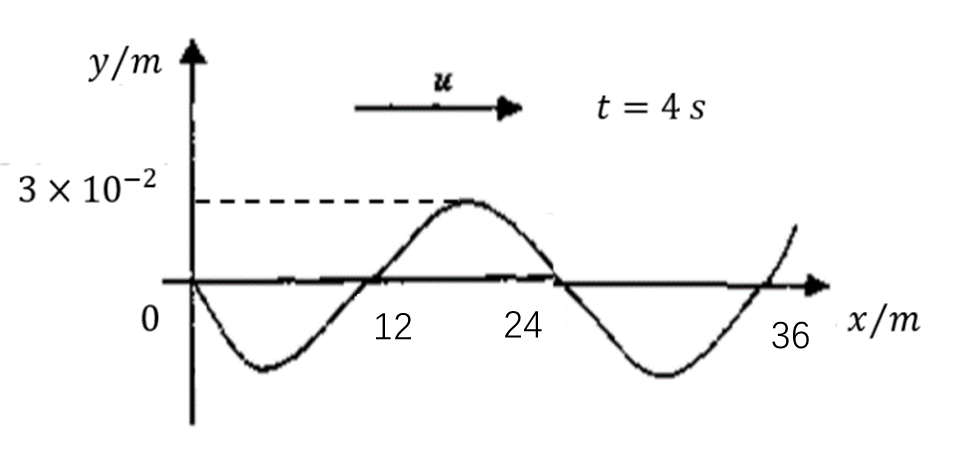 y/m
u
t = 4 s
3 × 10⁻²
0
12
24
36
x/m